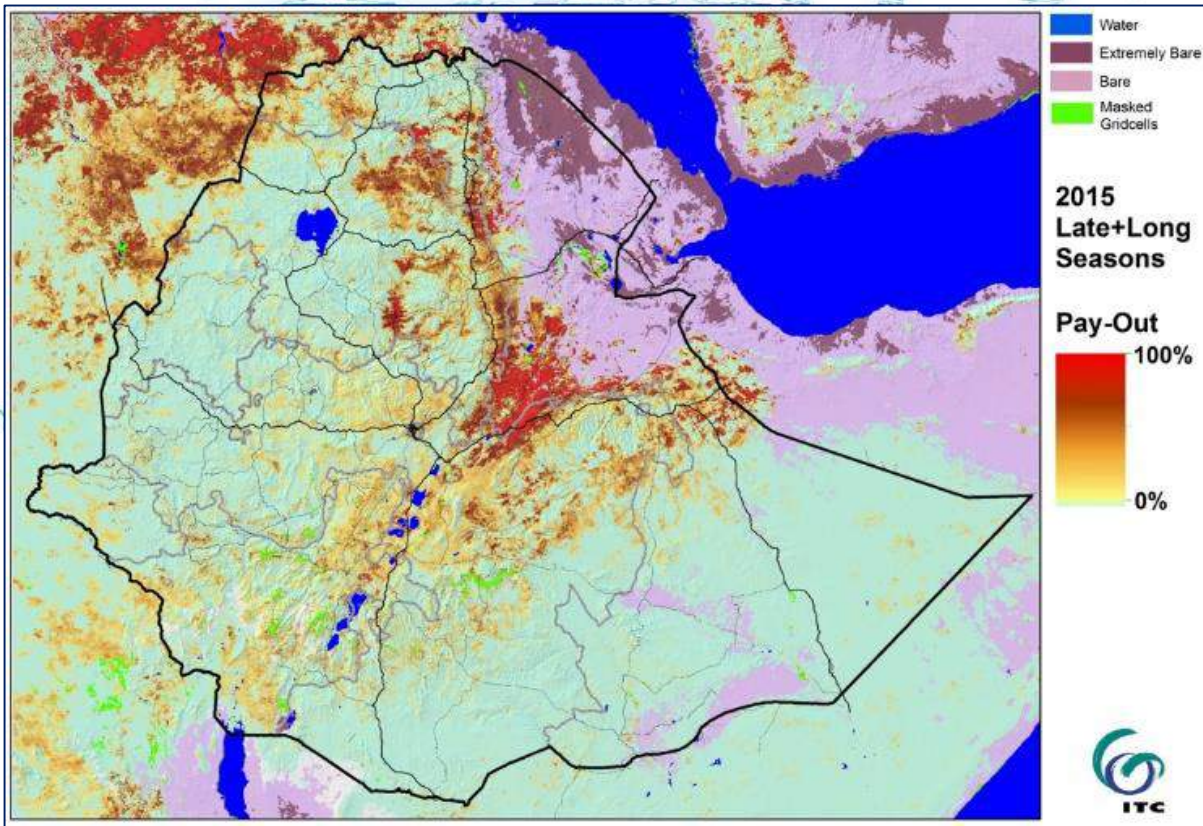 Water
Extremely Bare
Bare
Masked
Gridcells
2015
Late+Long
Seasons
Pay-Out
100%
0%
ITC